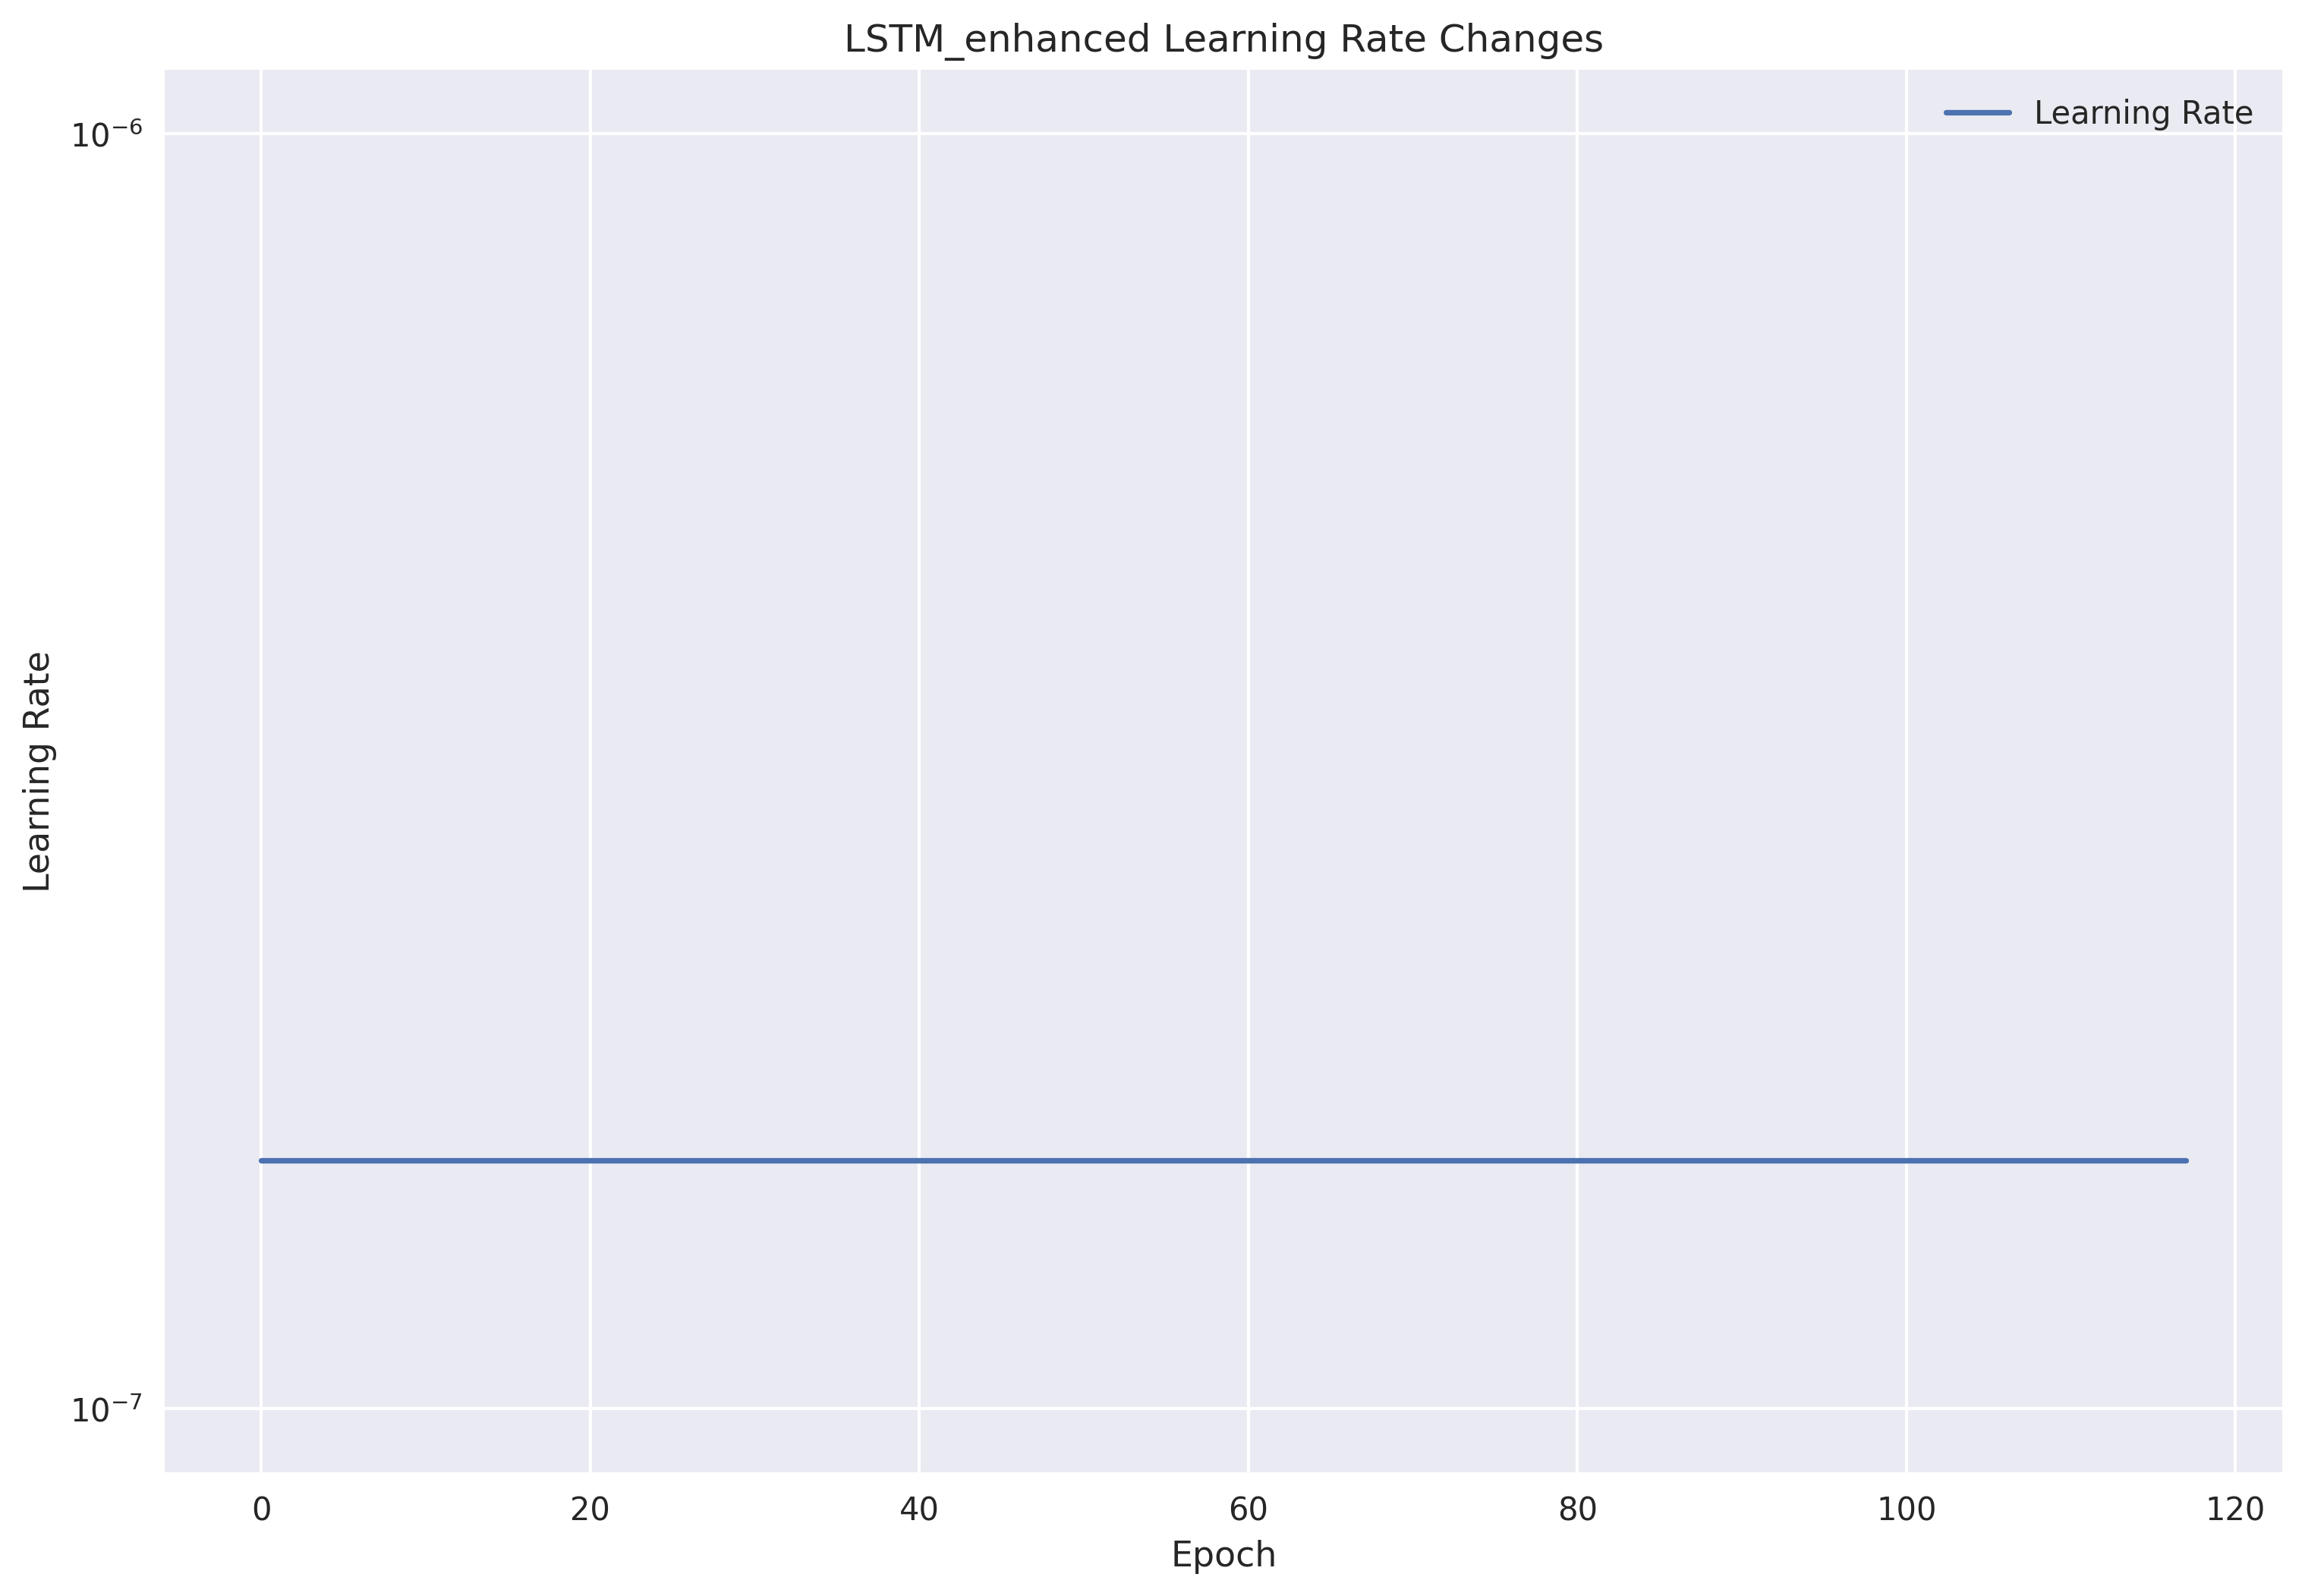 LSTM_enhanced Learning Rate Changes
Learning Rate
10⁻⁶
Learning Rate
10⁻⁷
0 20 40 60 80 100 120
Epoch